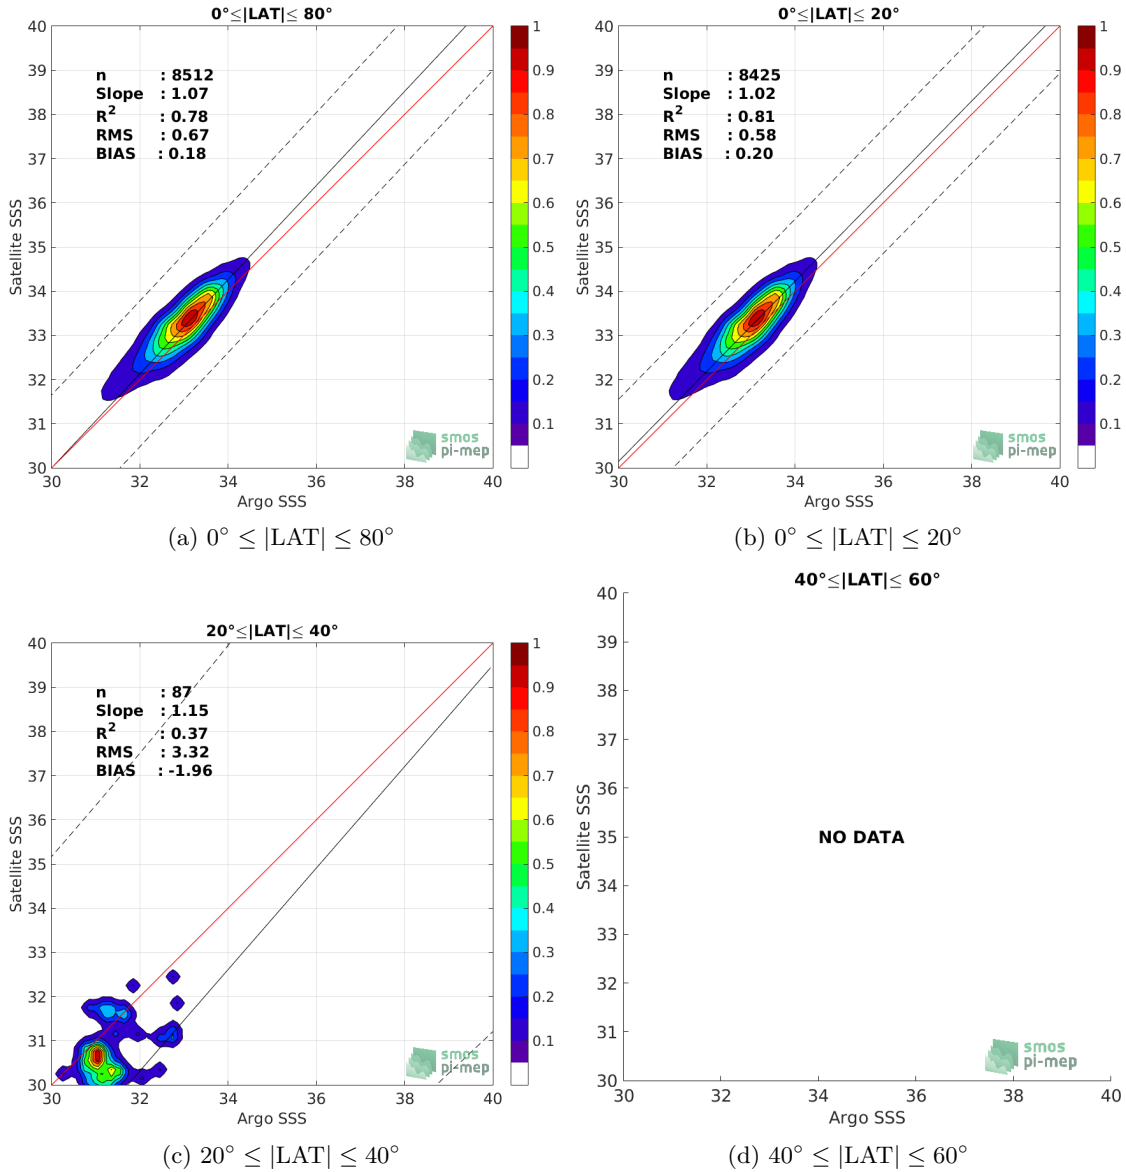 0°≤|LAT|≤ 80°
40
39
38
37
36
35
34
33
32
31
30
Satellite SSS
n : 8512
Slope : 1.07
R² : 0.78
RMS : 0.67
BIAS : 0.18
smos
pi-mep
30 32 34 36 38 40
Argo SSS
1
0.9
0.8
0.7
0.6
0.5
0.4
0.3
0.2
0.1
(a) 0° ≤ |LAT| ≤ 80°
0°≤|LAT|≤ 20°
40
39
38
37
36
35
34
33
32
31
30
Satellite SSS
n : 8425
Slope : 1.02
R² : 0.81
RMS : 0.58
BIAS : 0.20
smos
pi-mep
30 32 34 36 38 40
Argo SSS
1
0.9
0.8
0.7
0.6
0.5
0.4
0.3
0.2
0.1
(b) 0° ≤ |LAT| ≤ 20°
20°≤|LAT|≤ 40°
40
39
38
37
36
35
34
33
32
31
30
Satellite SSS
n : 87
Slope : 1.15
R² : 0.37
RMS : 3.32
BIAS : -1.96
smos
pi-mep
30 32 34 36 38 40
Argo SSS
1
0.9
0.8
0.7
0.6
0.5
0.4
0.3
0.2
0.1
(c) 20° ≤ |LAT| ≤ 40°
40°≤|LAT|≤ 60°
40
39
38
37
36
35
34
33
32
31
30
Satellite SSS
NO DATA
smos
pi-mep
30 32 34 36 38 40
Argo SSS
(d) 40° ≤ |LAT| ≤ 60°